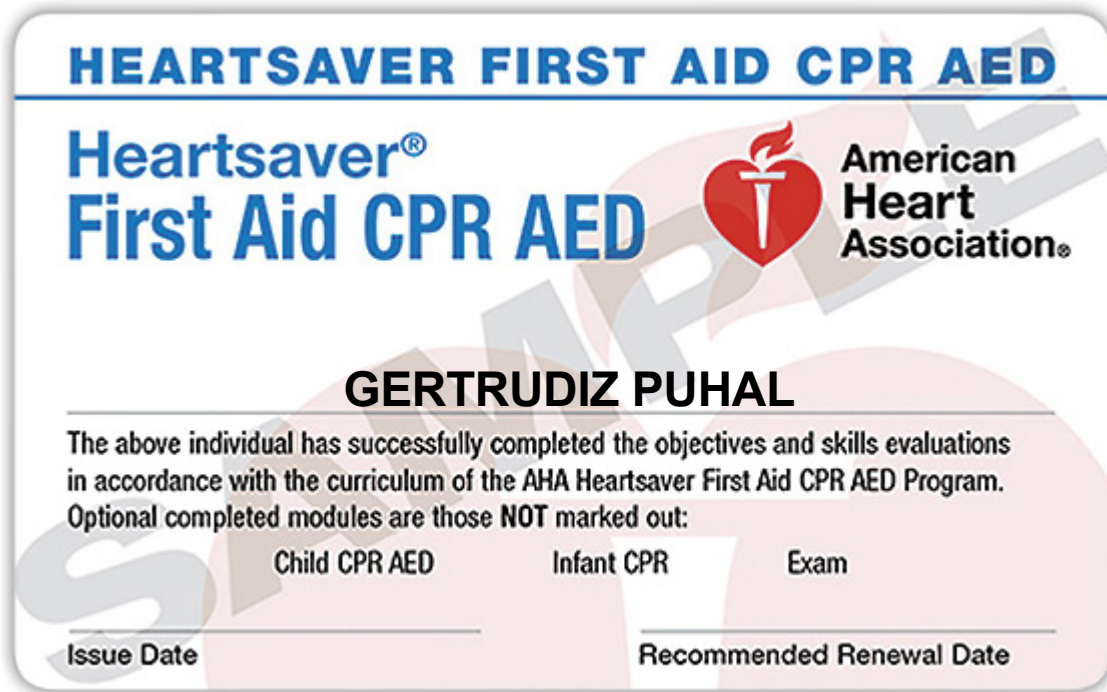 HEARTSAVER FIRST AID CPR AED
Heartsaver®
First Aid CPR AED
American
Heart
Association®
GERTRUDIZ PUHAL
The above individual has successfully completed the objectives and skills evaluations
in accordance with the curriculum of the AHA Heartsaver First Aid CPR AED Program.
Optional completed modules are those NOT marked out:
Child CPR AED Infant CPR Exam
Issue Date Recommended Renewal Date
SAMPLE